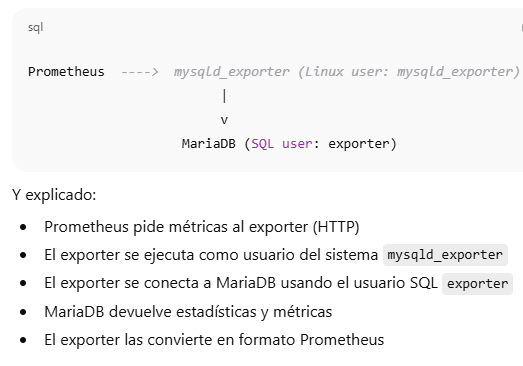 sql
Prometheus ----> mysqld_exporter (Linux user: mysqld_exporter)
|
v
MariaDB (SQL user: exporter)
Y explicado:
• Prometheus pide métricas al exporter (HTTP)
• El exporter se ejecuta como usuario del sistema mysqld_exporter
• El exporter se conecta a MariaDB usando el usuario SQL exporter
• MariaDB devuelve estadísticas y métricas
• El exporter las convierte en formato Prometheus